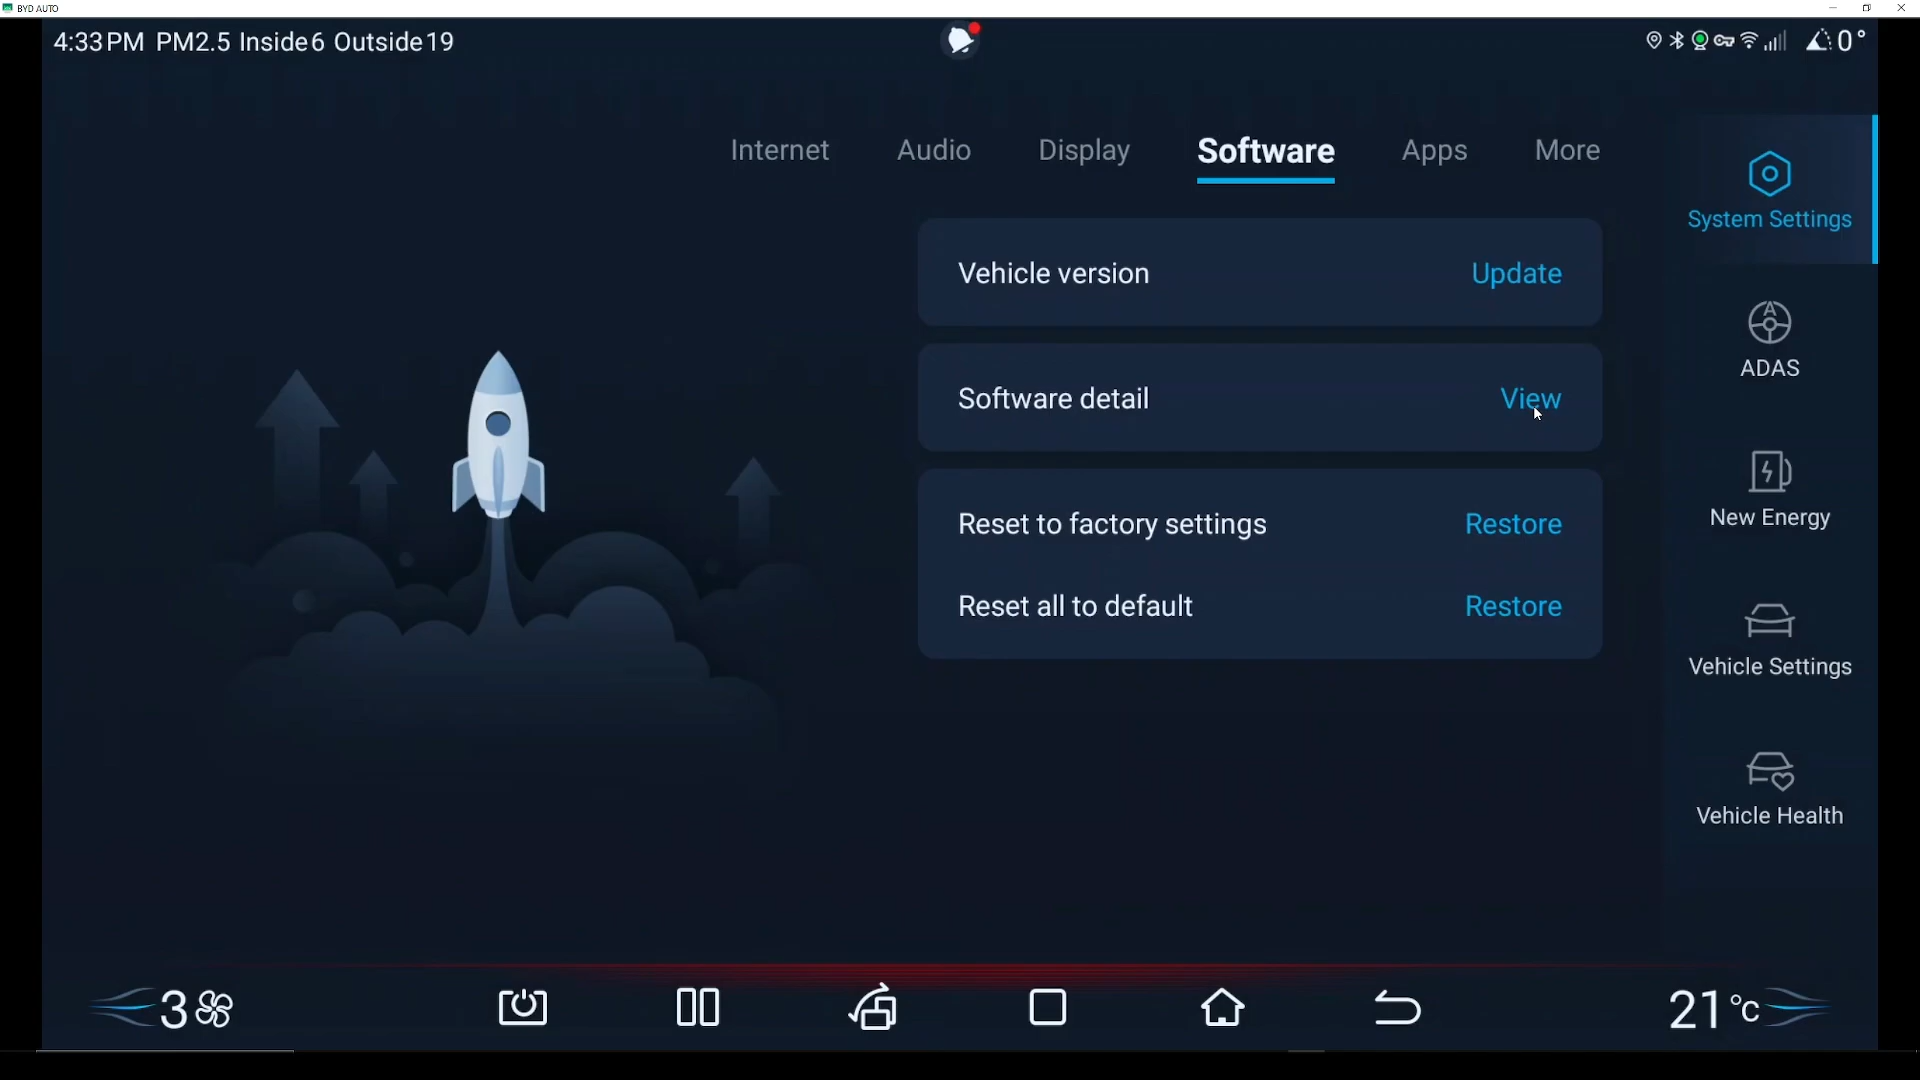 BYD AUTO
4:33PM PM2.5 Inside6 Outside19
0°
Internet Audio Display Software Apps More
System Settings
Vehicle version Update
ADAS
Software detail View
New Energy
Reset to factory settings Restore
Reset all to default Restore
Vehicle Settings
Vehicle Health
3
21°C